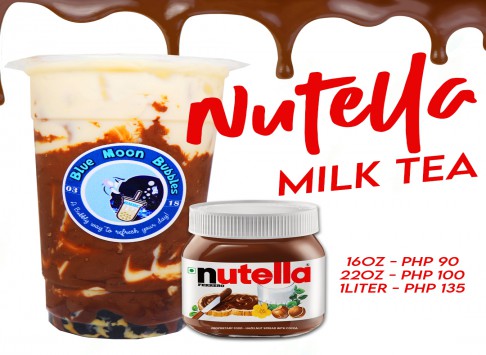 Nutella
MILK TEA
Blue Moon Bubbles
03 18
A Bubbly way to refresh your day!
nutella
FERRERO
16OZ - PHP 90
22OZ - PHP 100
1LITER - PHP 135